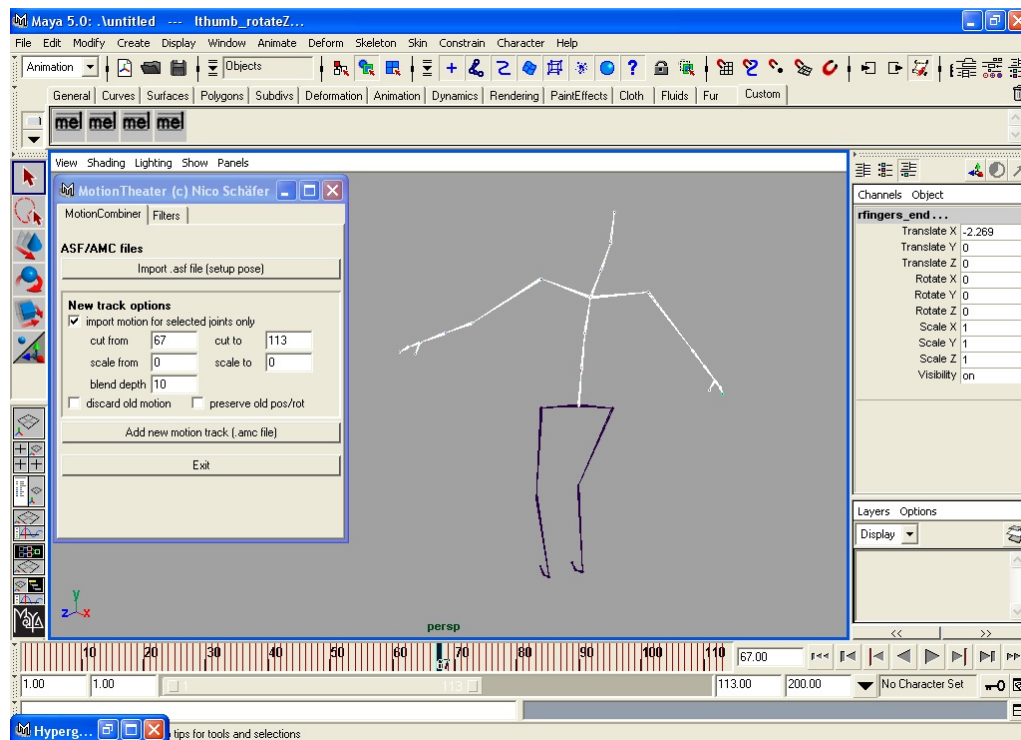 Maya 5.0: .\untitled --- lthumb_rotateZ...
File Edit Modify Create Display Window Animate Deform Skeleton Skin Constrain Character Help
Animation Objects
General Curves Surfaces Polygons Subdivs Deformation Animation Dynamics Rendering PaintEffects Cloth Fluids Fur Custom
mel mel mel mel
View Shading Lighting Show Panels
MotionTheater (c) Nico Schäfer
MotionCombiner Filters
ASF/AMC files
Import .asf file (setup pose)
New track options
import motion for selected joints only
cut from 67 cut to 113
scale from 0 scale to 0
blend depth 10
discard old motion preserve old pos/rot
Add new motion track (.amc file)
Exit
Channels Object
rfingers_end ...
Translate X -2.269
Translate Y 0
Translate Z 0
Rotate X 0
Rotate Y 0
Rotate Z 0
Scale X 1
Scale Y 1
Scale Z 1
Visibility on
Layers Options
Display
<< >>
y
z x
persp
MAYA
10 20 30 40 50 60 67 70 80 90 100 110 67.00
1.00 1.00 1 113 113.00 200.00 No Character Set
Hyperg... tips for tools and selections